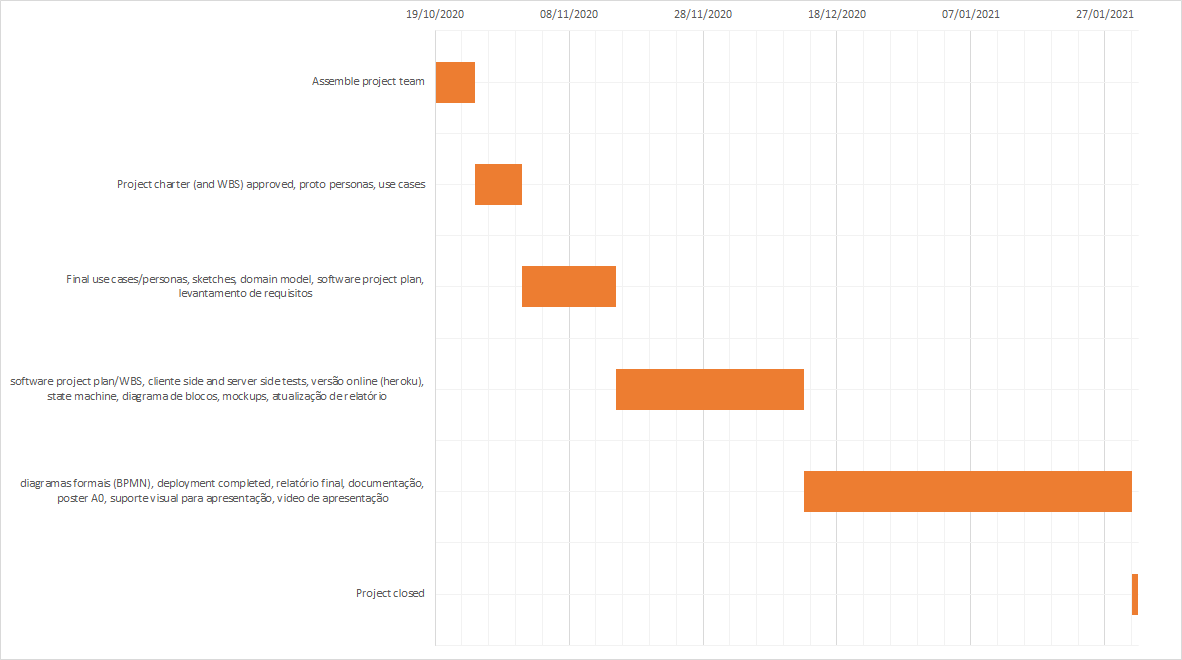 19/10/2020 08/11/2020 28/11/2020 18/12/2020 07/01/2021 27/01/2021
Assemble project team
Project charter (and WBS) approved, proto personas, use cases
Final use cases/personas, sketches, domain model, software project plan,
levantamento de requisitos
software project plan/WBS, cliente side and server side tests, versão online (heroku),
state machine, diagrama de blocos, mockups, atualização de relatório
diagramas formais (BPMN), deployment completed, relatório final, documentação,
poster A0, suporte visual para apresentação, video de apresentação
Project closed